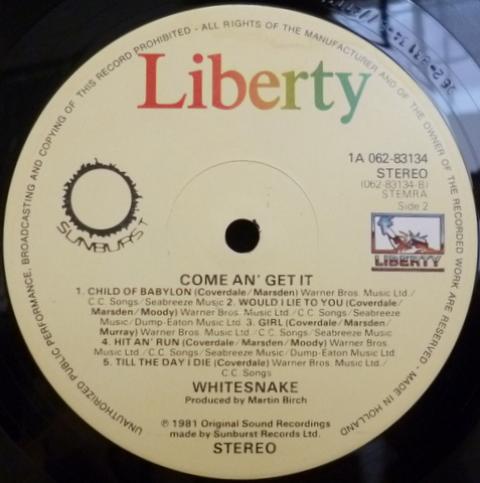 UNAUTHORIZED PUBLIC PERFORMANCE, BROADCASTING AND COPYING OF THIS RECORD PROHIBITED - ALL RIGHTS OF THE MANUFACTURER AND OF THE OWNER OF THE RECORDED WORK ARE RESERVED - MADE IN HOLLAND
Liberty
1A 062-83134
STEREO
(062-83134-B)
STEMRA
Side 2
SUNBURST
LIBERTY
COME AN' GET IT
1. CHILD OF BABYLON (Coverdale/Marsden) Warner Bros. Music Ltd./
C.C. Songs/Seabreeze Music 2. WOULD I LIE TO YOU (Coverdale/
Marsden/Moody) Warner Bros. Music Ltd./ C.C. Songs/Seabreeze
Music/Dump-Eaton Music Ltd. 3. GIRL (Coverdale/Marsden/
Murray) Warner Bros. Music Ltd./C.C. Songs/Seabreeze Music
4. HIT AN' RUN (Coverdale/Marsden/Moody) Warner Bros. Music
Ltd./C.C. Songs/Seabreeze Music/Dump-Eaton Music Ltd
5. TILL THE DAY I DIE (Coverdale) Warner Bros. Music Ltd./
C.C. Songs
WHITESNAKE
Produced by Martin Birch
℗ 1981 Original Sound Recordings
made by Sunburst Records Ltd.
STEREO